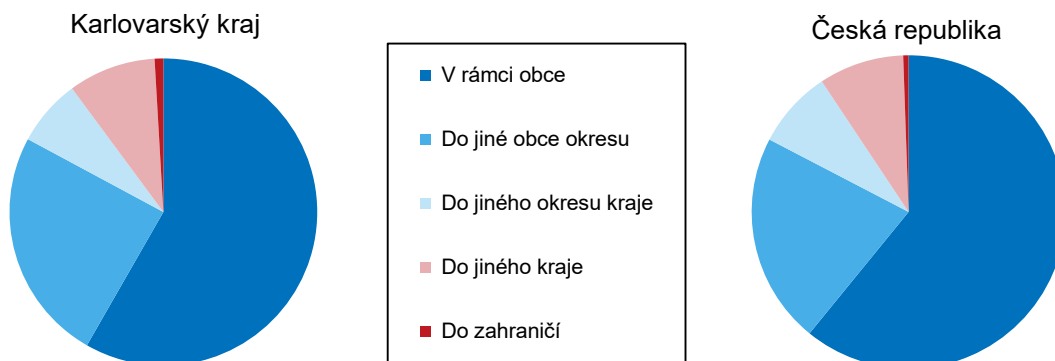 Karlovarský kraj
Česká republika
V rámci obce
Do jiné obce okresu
Do jiného okresu kraje
Do jiného kraje
Do zahraničí